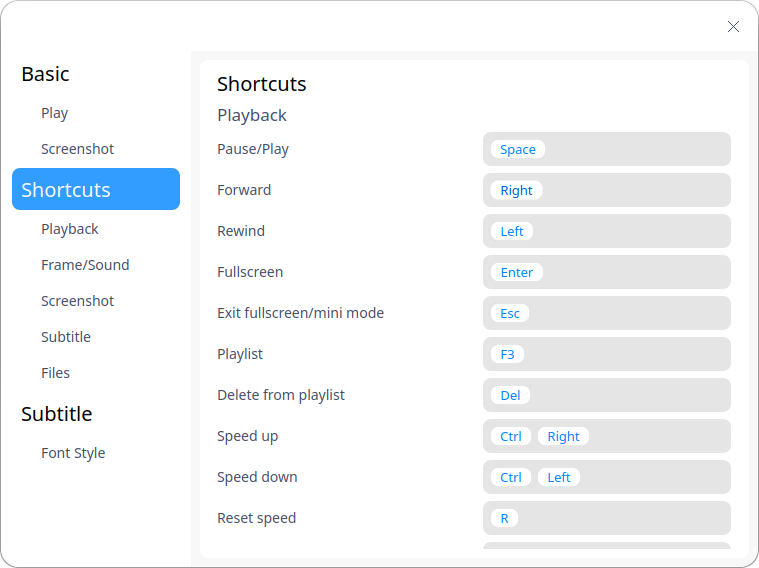 Basic
Play
Screenshot
Shortcuts
Playback
Frame/Sound
Screenshot
Subtitle
Files
Subtitle
Font Style
Shortcuts
Playback
Pause/Play Space
Forward Right
Rewind Left
Fullscreen Enter
Exit fullscreen/mini mode Esc
Playlist F3
Delete from playlist Del
Speed up Ctrl Right
Speed down Ctrl Left
Reset speed R